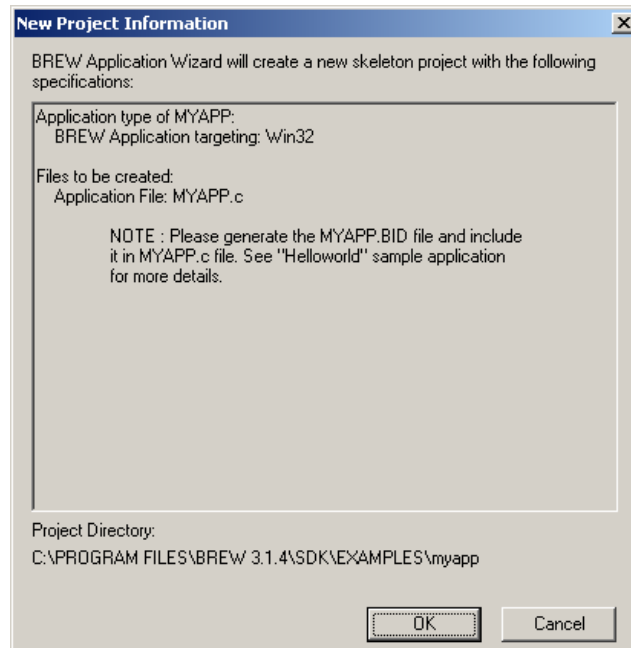 New Project Information
BREW Application Wizard will create a new skeleton project with the following
specifications:
Application type of MYAPP:
BREW Application targeting: Win32
Files to be created:
Application File: MYAPP.c
NOTE : Please generate the MYAPP.BID file and include
it in MYAPP.c file. See "Helloworld" sample application
for more details.
Project Directory:
C:\PROGRAM FILES\BREW 3.1.4\SDK\EXAMPLES\myapp
OK
Cancel